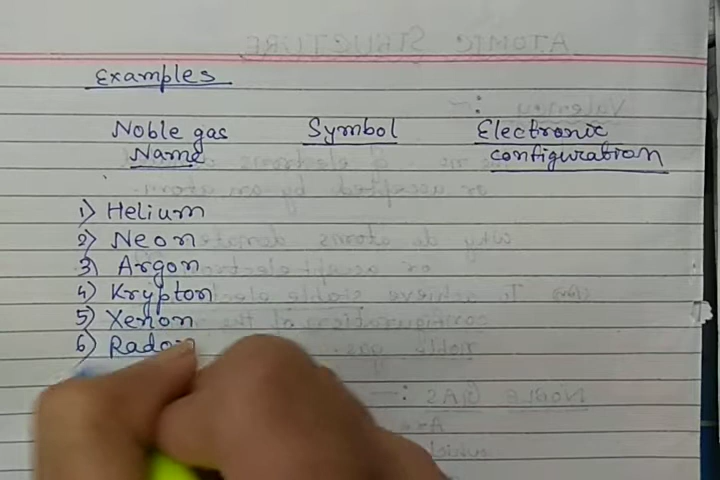 Examples
Noble gas Symbol Electronic
Name configuration
1) Helium
2) Neon
3) Argon
4) Krypton
5) Xenon
6) Radon